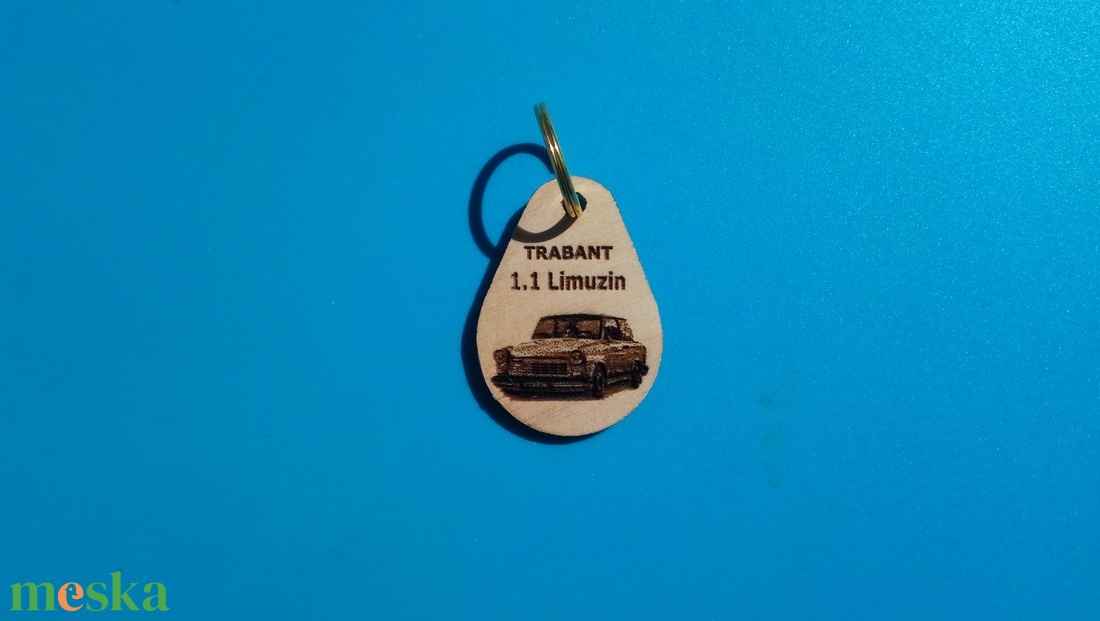 TRABANT
1.1 Limuzin
meska